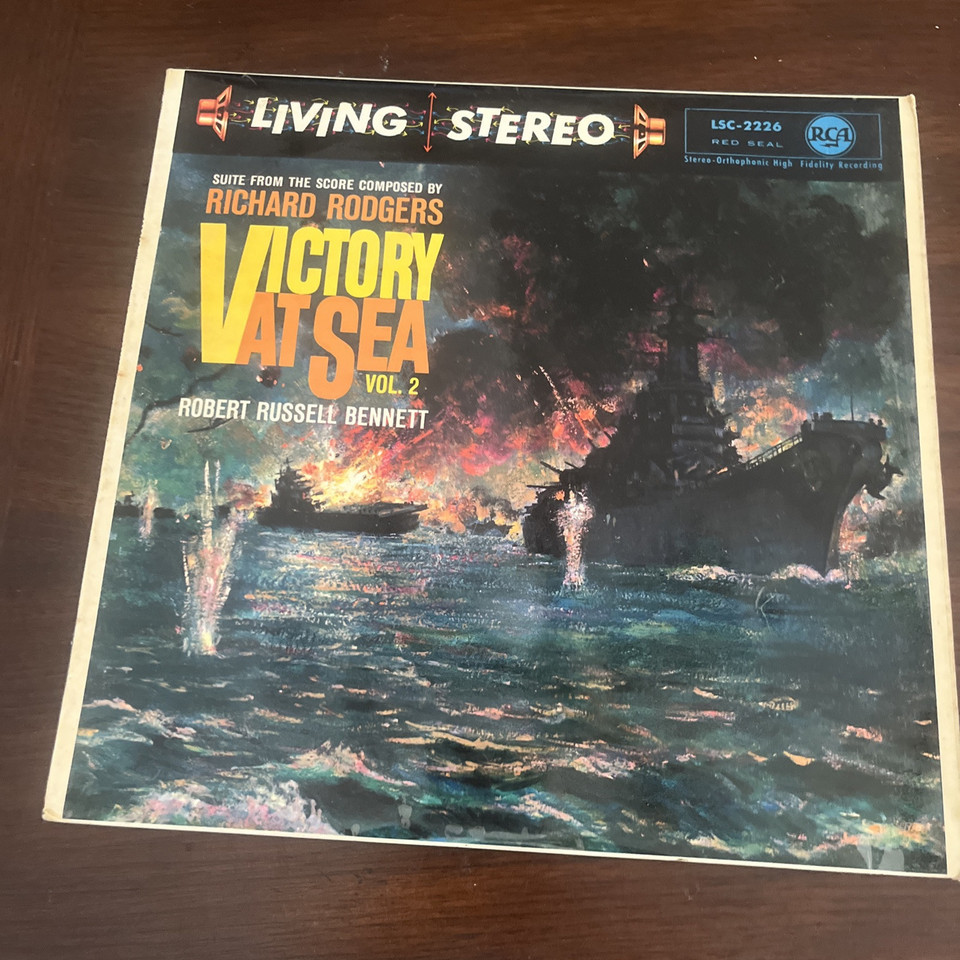 LIVING STEREO
LSC-2226
RED SEAL
RCA
Stereo-Orthophonic High Fidelity Recording
SUITE FROM THE SCORE COMPOSED BY
RICHARD RODGERS
VICTORY
AT SEA
VOL. 2
ROBERT RUSSELL BENNETT